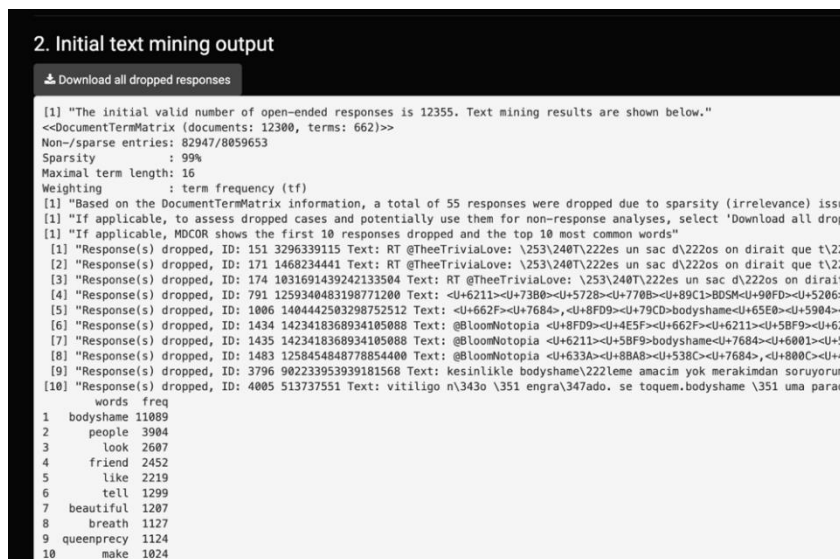 2. Initial text mining output
Download all dropped responses
[1] "The initial valid number of open-ended responses is 12355. Text mining results are shown below."
<<DocumentTermMatrix (documents: 12300, terms: 662)>>
Non-/sparse entries: 82947/8059653
Sparsity : 99%
Maximal term length: 16
Weighting : term frequency (tf)
[1] "Based on the DocumentTermMatrix information, a total of 55 responses were dropped due to sparsity (irrelevance) iss
[1] "If applicable, to assess dropped cases and potentially use them for non-response analyses, select 'Download all drop
[1] "If applicable, MDCOR shows the first 10 responses dropped and the top 10 most common words"
[1] "Response(s) dropped, ID: 151 3296339115 Text: RT @TheeTriviaLove: \253\240T\222es un sac d\222os on dirait que t\22
[2] "Response(s) dropped, ID: 171 1468234441 Text: RT @TheeTriviaLove: \253\240T\222es un sac d\222os on dirait que t\22
[3] "Response(s) dropped, ID: 174 1031691439242133504 Text: RT @TheeTriviaLove: \253\240T\222es un sac d\222os on dirait
[4] "Response(s) dropped, ID: 791 1259340483198771200 Text: <U+6211><U+73B0><U+5728><U+770B><U+89C1>BDSM<U+90FD><U+5206
[5] "Response(s) dropped, ID: 1006 1404442503298752512 Text: <U+662F><U+7684>,<U+8FD9><U+79CD>bodyshame<U+65E0><U+5904>
[6] "Response(s) dropped, ID: 1434 1423418368934105088 Text: @BloomNotopia <U+8FD9><U+4E5F><U+662F><U+6211><U+5BF9><U+62
[7] "Response(s) dropped, ID: 1435 1423418368934105088 Text: @BloomNotopia <U+6211><U+5BF9>bodyshame<U+7684><U+6001><U+5
[8] "Response(s) dropped, ID: 1483 1258454848778854400 Text: <U+633A><U+8BA8><U+538C><U+7684>,<U+800C><U+4
[9] "Response(s) dropped, ID: 3796 902233953939181568 Text: kesinlikle bodyshame\222leme amacim yok merakimdan soruyorum
[10] "Response(s) dropped, ID: 4005 513737551 Text: vitiligo n\343o \351 engra\347ado. se toquem.bodyshame \351 uma parad
words freq
1 bodyshame 11089
2 people 3904
3 look 2607
4 friend 2452
5 like 2219
6 tell 1299
7 beautiful 1207
8 breath 1127
9 queenprecy 1124
10 make 1024